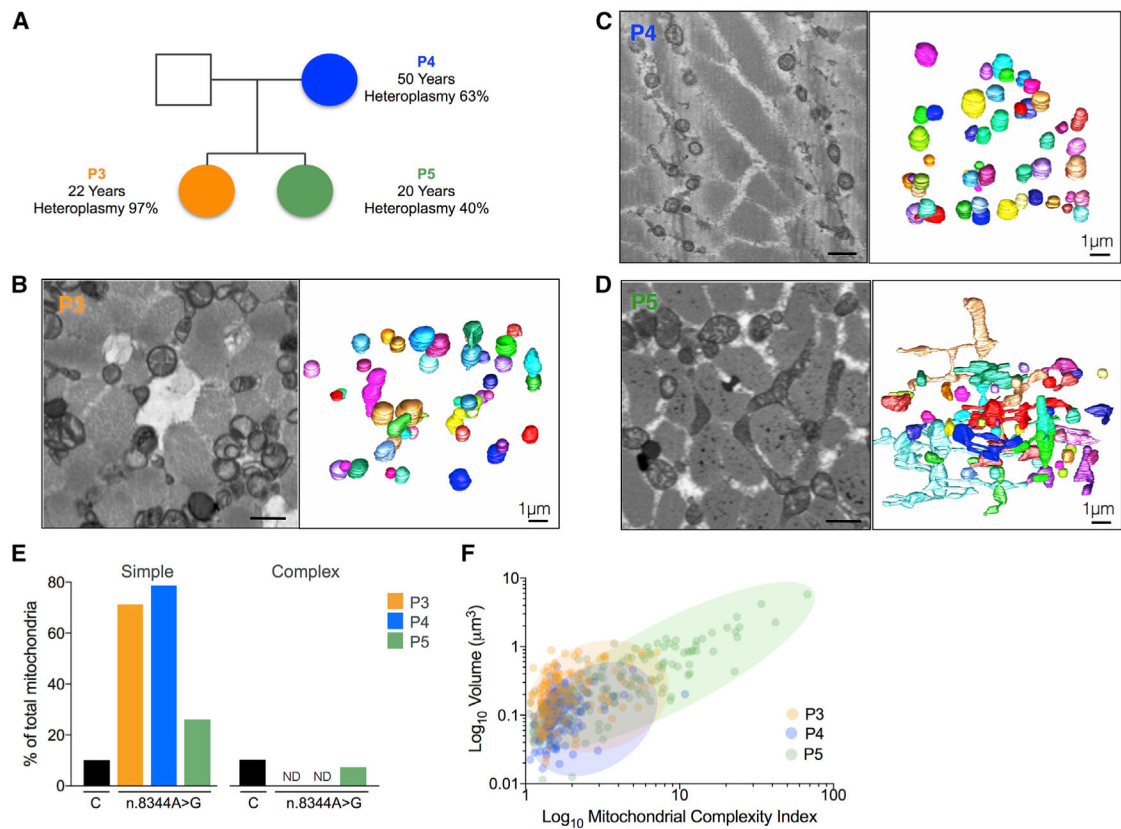 A
P4
50 Years
Heteroplasmy 63%
P3
22 Years
Heteroplasmy 97%
P5
20 Years
Heteroplasmy 40%
B
P3
1µm
C
P4
1µm
D
P5
1µm
E
Simple
Complex
% of total mitochondria
80
60
40
20
0
ND
ND
C
n.8344A>G
C
n.8344A>G
P3
P4
P5
F
Log10 Volume (µm³)
10
1
0.1
0.01
1
10
100
Log10 Mitochondrial Complexity Index
P3
P4
P5